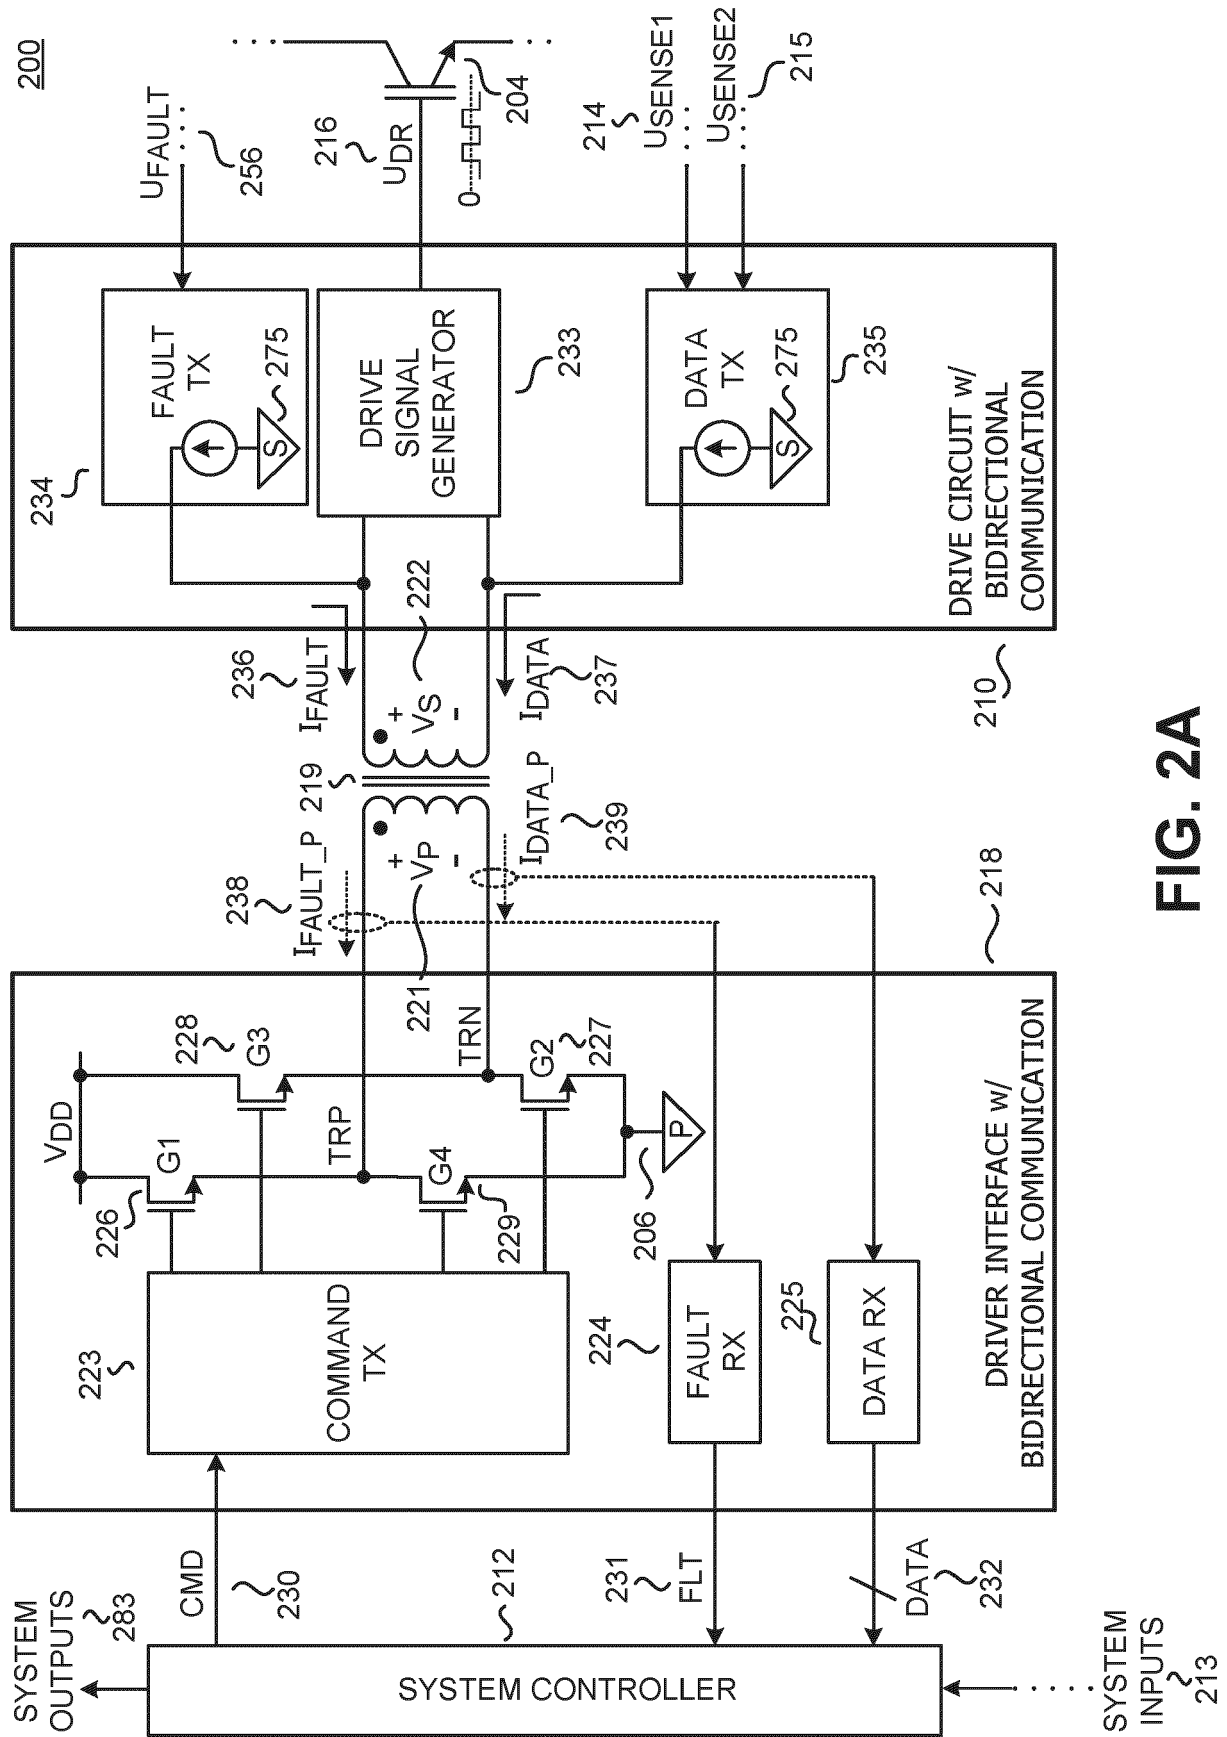 200
SYSTEM
OUTPUTS
283
SYSTEM CONTROLLER
212
SYSTEM
INPUTS
213
CMD
230
231
FLT
DATA
232
223
COMMAND
TX
VDD
226
G1
228
G3
TRP
G4
229
TRN
G2
227
206
P
224
FAULT
RX
225
DATA RX
DRIVER INTERFACE w/
BIDIRECTIONAL COMMUNICATION
218
238
IFAULT_P
221
+
VP
-
219
IDATA_P
239
236
IFAULT
+
VS
-
222
IDATA
237
234
FAULT
TX
S
275
DRIVE
SIGNAL
GENERATOR
233
DATA
TX
S
275
235
DRIVE CIRCUIT w/
BIDIRECTIONAL
COMMUNICATION
210
UFAULT
256
216
UDR
0
204
214
USENSE1
USENSE2
215
FIG. 2A